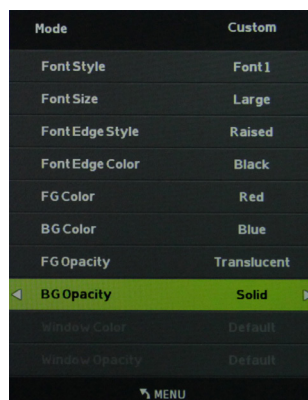 Mode Custom
Font Style Font1
Font Size Large
Font Edge Style Raised
Font Edge Color Black
FG Color Red
BG Color Blue
FG Opacity Translucent
BG Opacity Solid
Window Color Default
Window Opacity Default
MENU